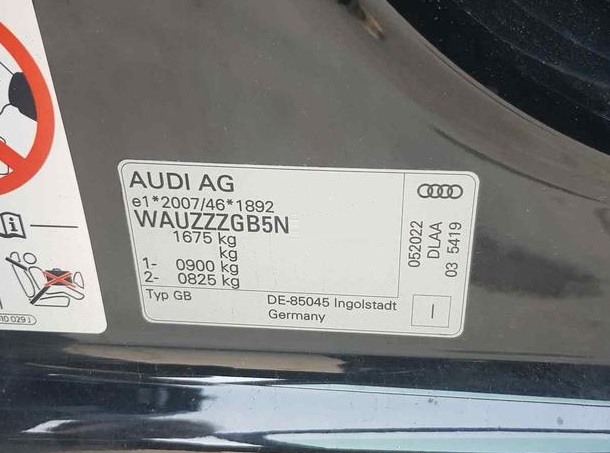 AUDI AG
e1*2007/46*1892
WAUZZZGB5N
1675 kg
kg
1- 0900 kg
2- 0825 kg
Typ GB
DE-85045 Ingolstadt
Germany
052022
DLAA
03 5419
I
i